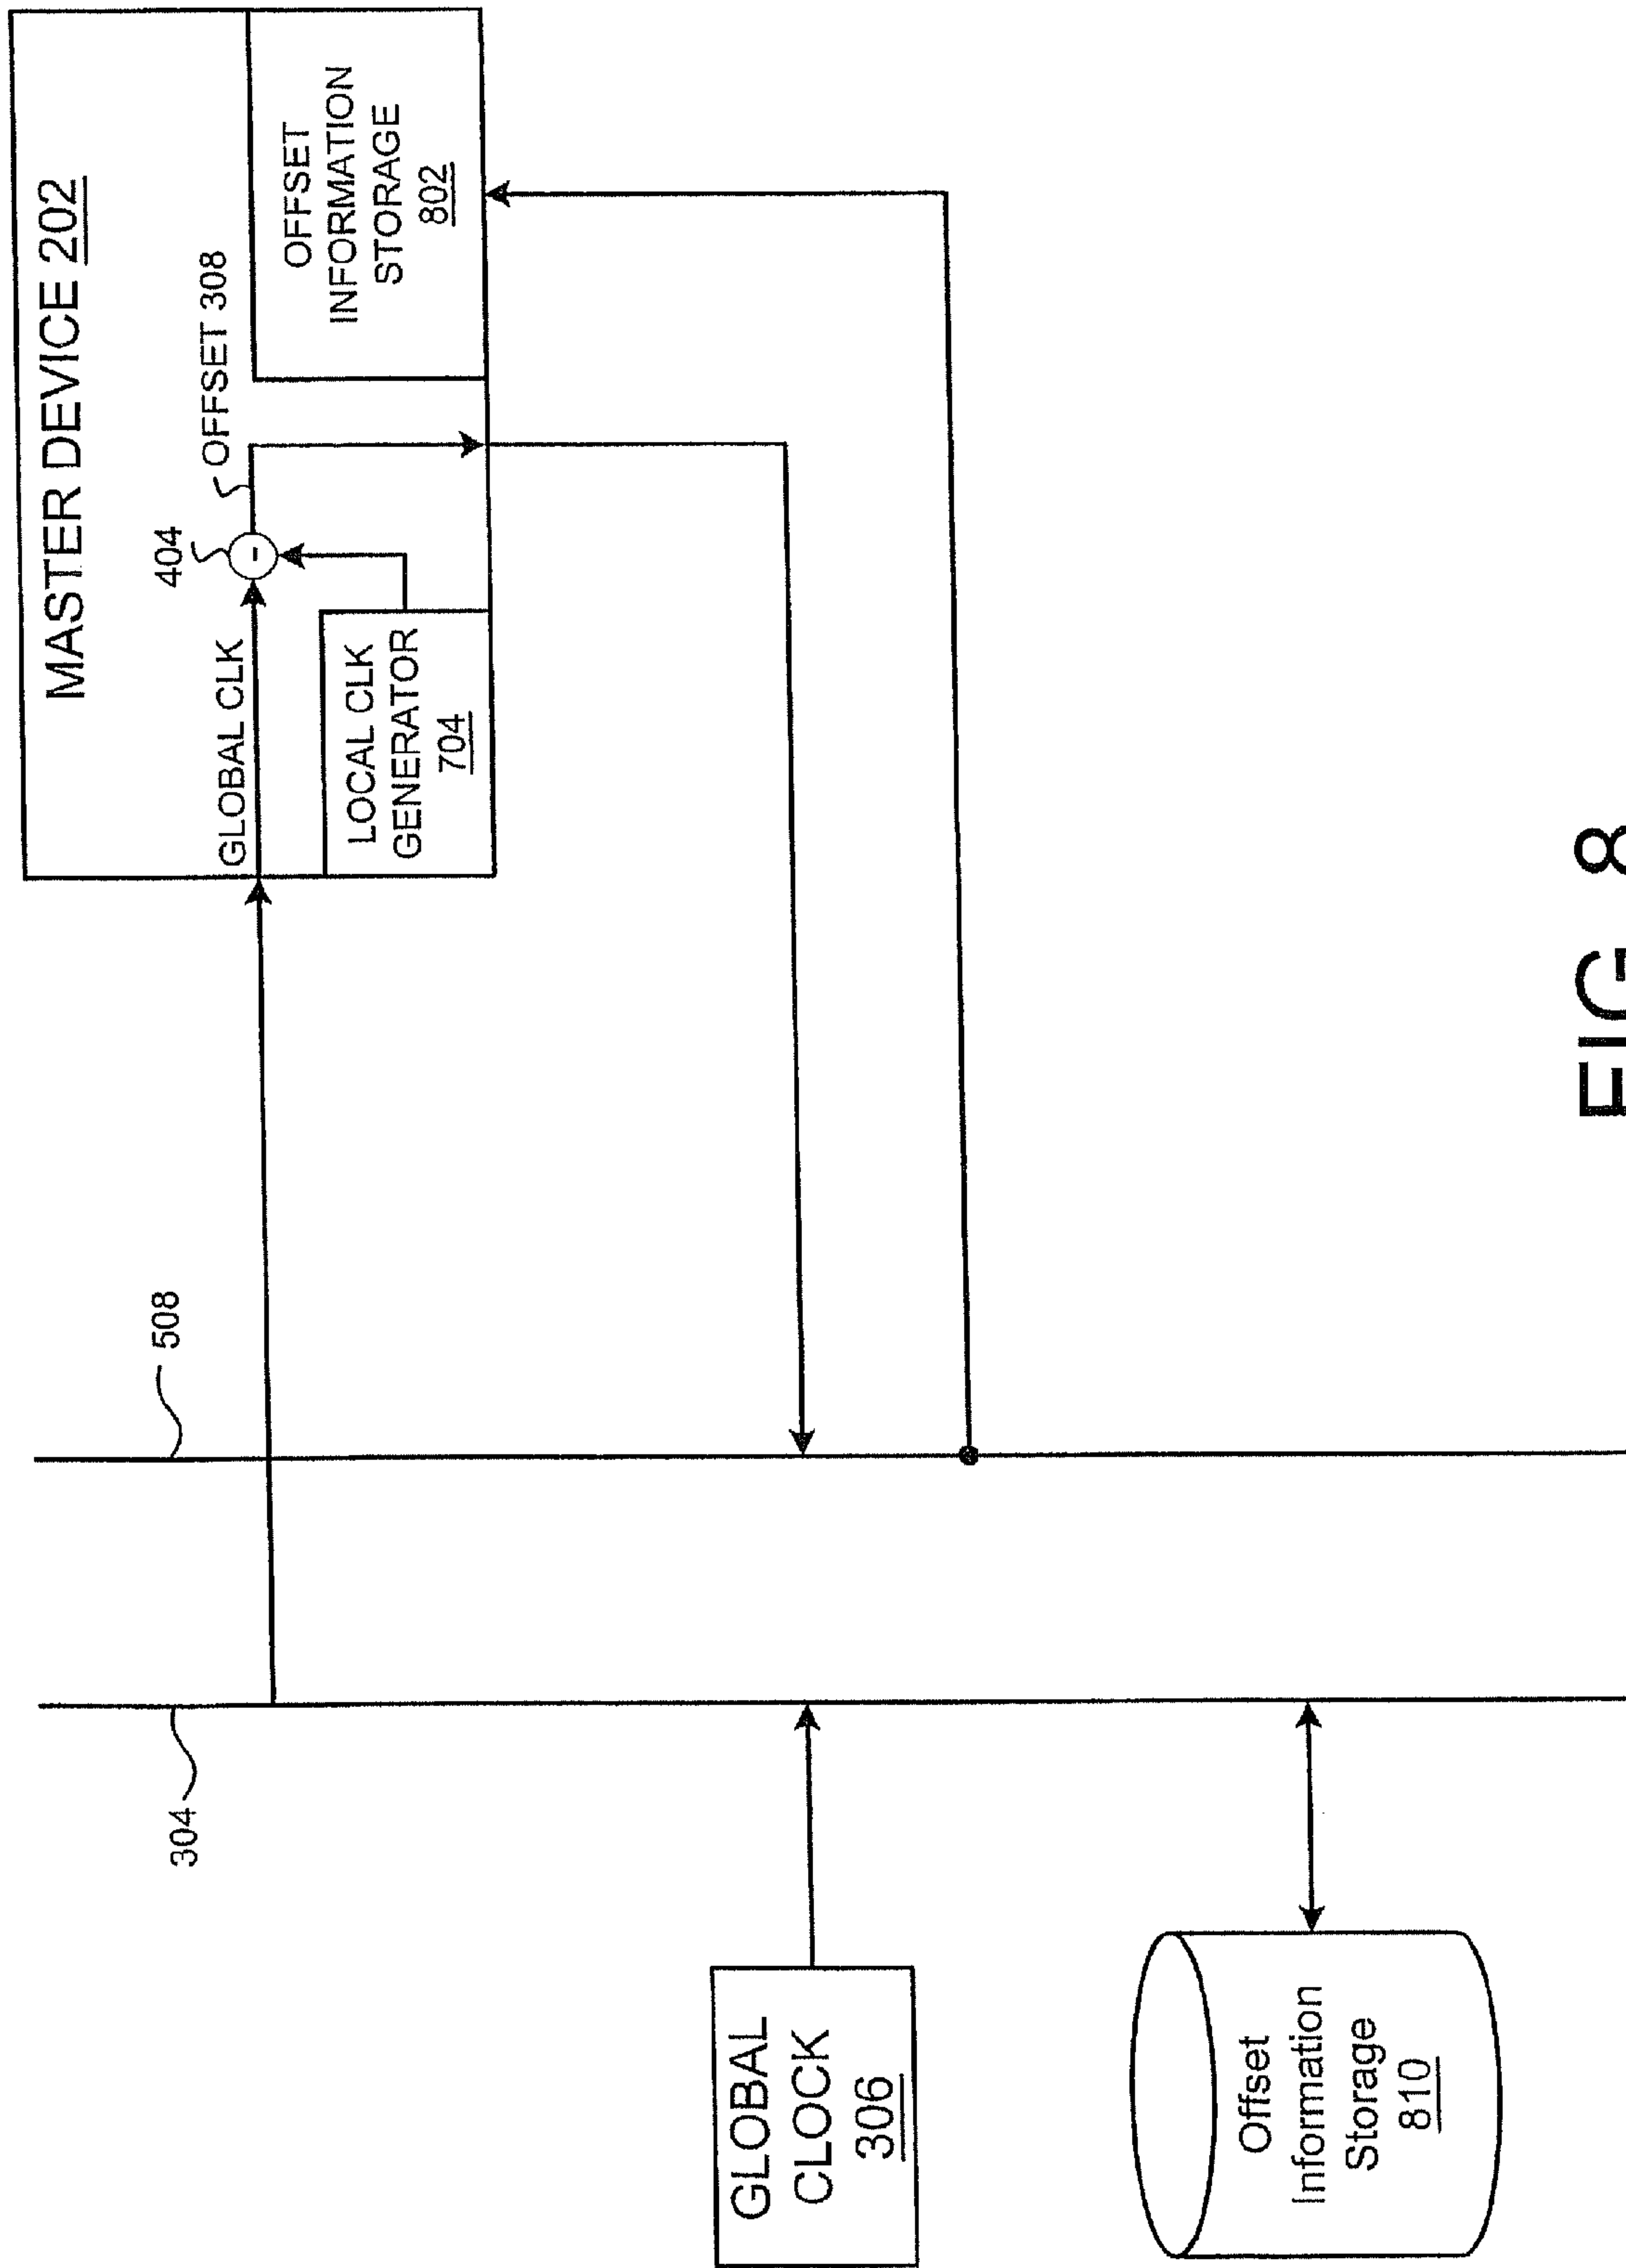 MASTER DEVICE 202
GLOBAL CLK
404
OFFSET 308
LOCAL CLK
GENERATOR
704
OFFSET
INFORMATION
STORAGE
802
304
508
GLOBAL
CLOCK
306
Offset
Information
Storage
810
FIG. 8